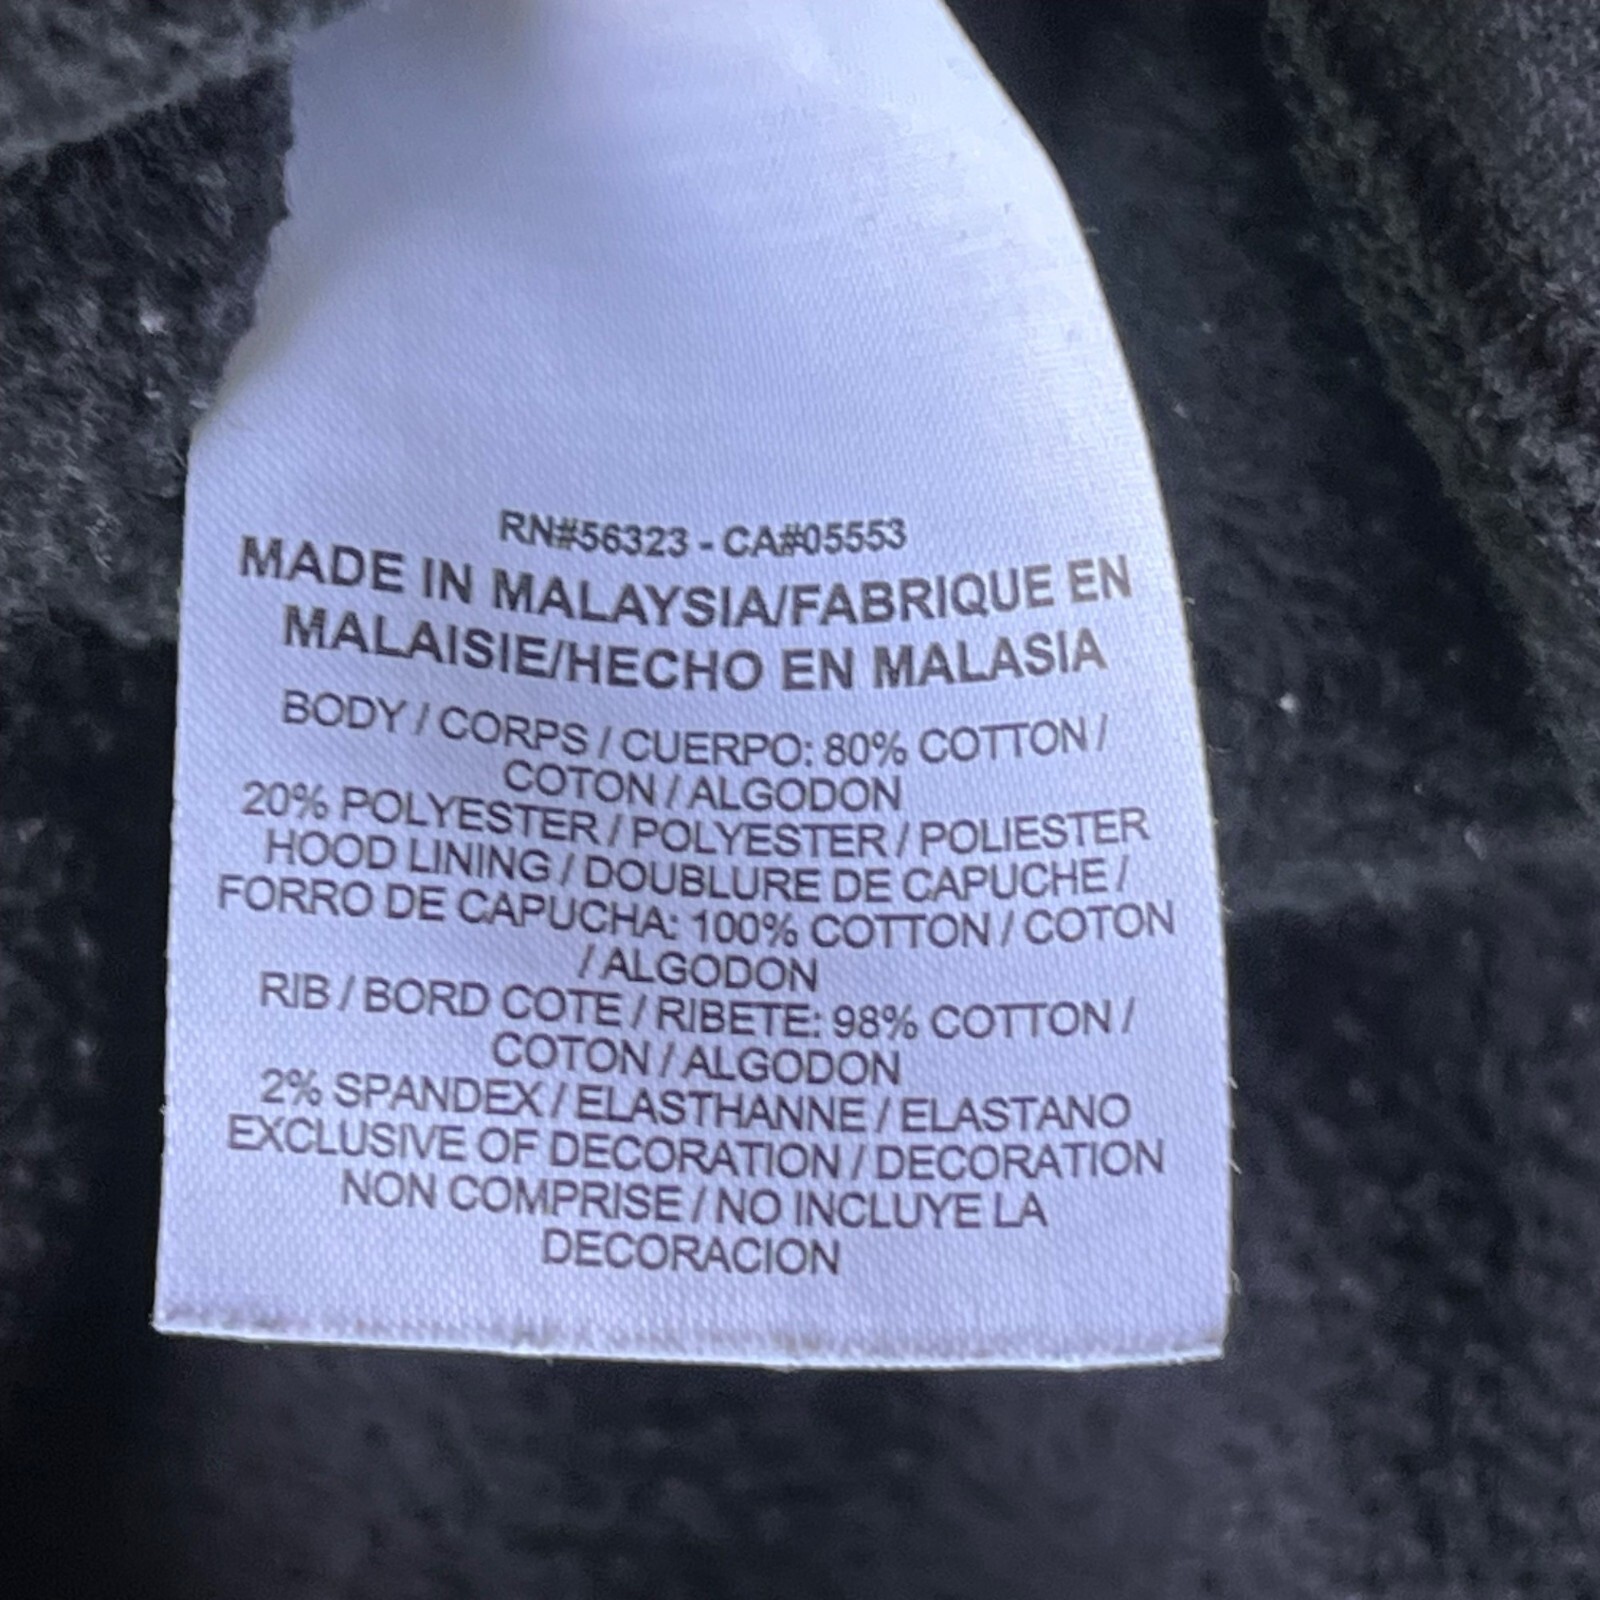 RN#56323 - CA#05553
MADE IN MALAYSIA/FABRIQUE EN
MALAISIE/HECHO EN MALASIA
BODY / CORPS / CUERPO: 80% COTTON /
COTON / ALGODON
20% POLYESTER / POLYESTER / POLIESTER
HOOD LINING / DOUBLURE DE CAPUCHE /
FORRO DE CAPUCHA: 100% COTTON / COTON
/ ALGODON
RIB / BORD COTE / RIBETE: 98% COTTON /
COTON / ALGODON
2% SPANDEX / ELASTHANNE / ELASTANO
EXCLUSIVE OF DECORATION / DECORATION
NON COMPRISE / NO INCLUYE LA
DECORACION